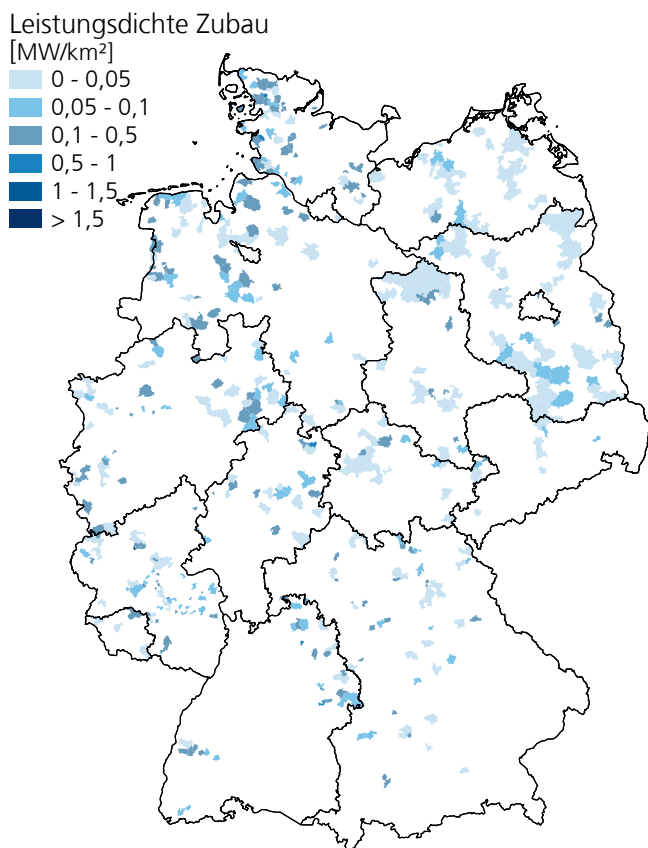 Leistungsdichte Zubau
[MW/km²]
0 - 0,05
0,05 - 0,1
0,1 - 0,5
0,5 - 1
1 - 1,5
> 1,5